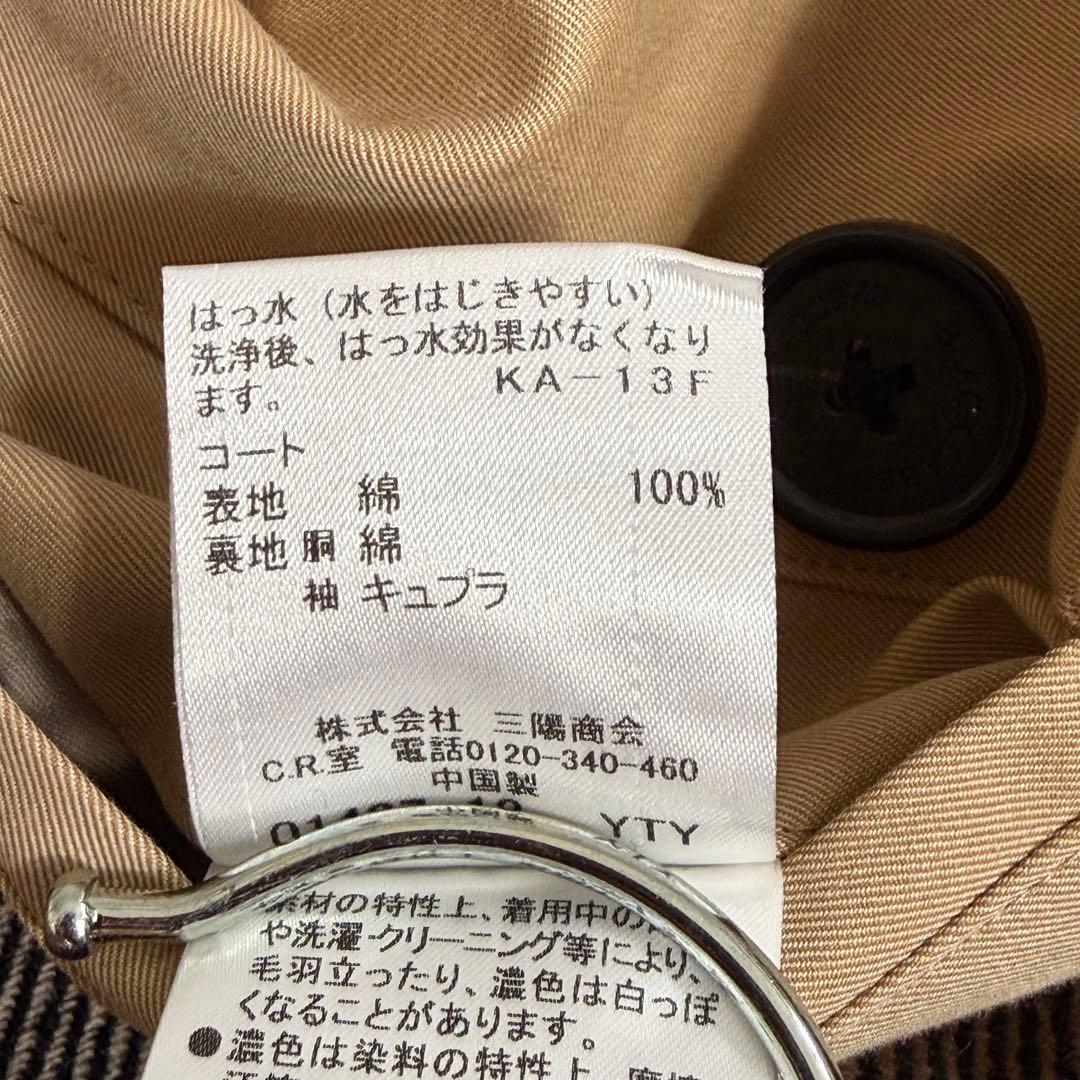 はっ水（水をはじきやすい）
洗浄後、はっ水効果がなくなり
ます。 KA－13F
コート
表地 綿 100%
裏地 胴 綿
袖 キュプラ
株式会社 三陽商会
C.R.室 電話0120-340-460
中国製
YTY
素材の特性上、着用中の
や洗濯・クリーニング等により、
毛羽立ったり、濃色は白っぽ
くなることがあります。
●濃色は染料の特性上、摩擦